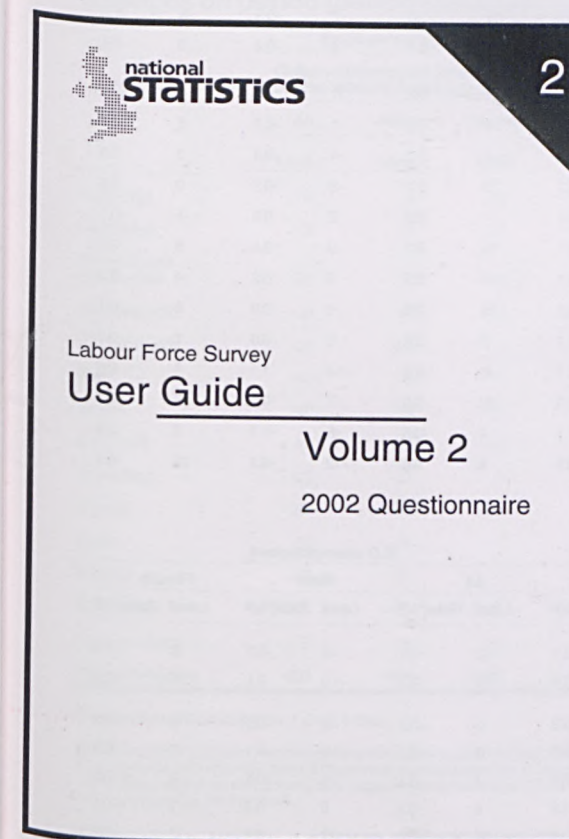 national
STATISTICS
2
Labour Force Survey
User Guide
Volume 2
2002 Questionnaire